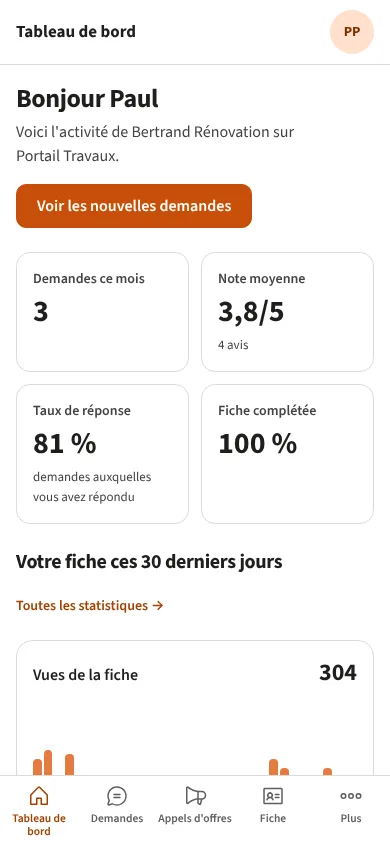 Tableau de bord
PP
Bonjour Paul
Voici l'activité de Bertrand Rénovation sur
Portail Travaux.
Voir les nouvelles demandes
Demandes ce mois
3
Note moyenne
3,8/5
4 avis
Taux de réponse
81 %
demandes auxquelles
vous avez répondu
Fiche complétée
100 %
Votre fiche ces 30 derniers jours
Toutes les statistiques →
Vues de la fiche
304
Tableau de
bord
Demandes
Appels d'offres
Fiche
Plus